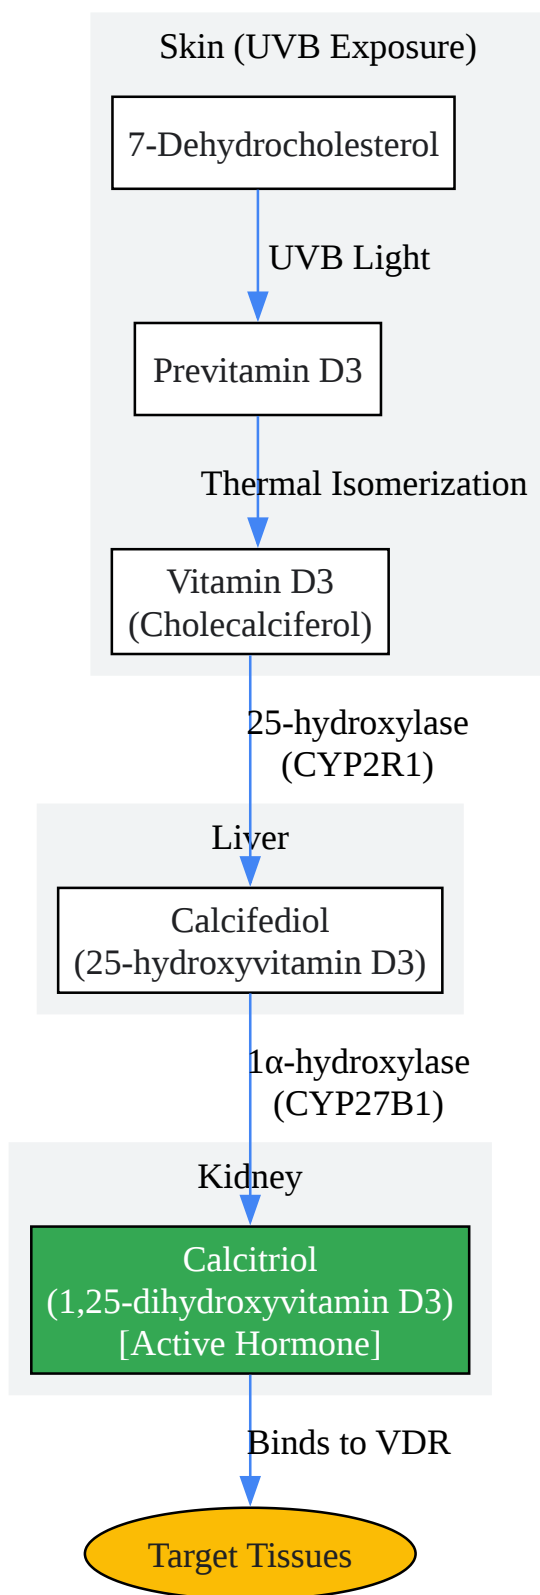 Skin (UVB Exposure)
7-Dehydrocholesterol
UVB Light
Previtamin D3
Thermal Isomerization
Vitamin D3
(Cholecalciferol)
25-hydroxylase
(CYP2R1)
Liver
Calcifediol
(25-hydroxyvitamin D3)
1α-hydroxylase
(CYP27B1)
Kidney
Calcitriol
(1,25-dihydroxyvitamin D3)
[Active Hormone]
Binds to VDR
Target Tissues